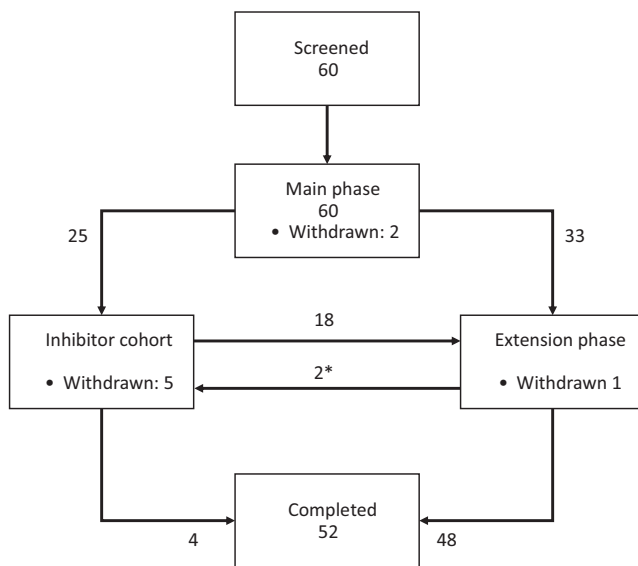 Screened
60
Main phase
60
• Withdrawn: 2
25
33
Inhibitor cohort
• Withdrawn: 5
18
2*
Extension phase
• Withdrawn 1
Completed
52
4
48